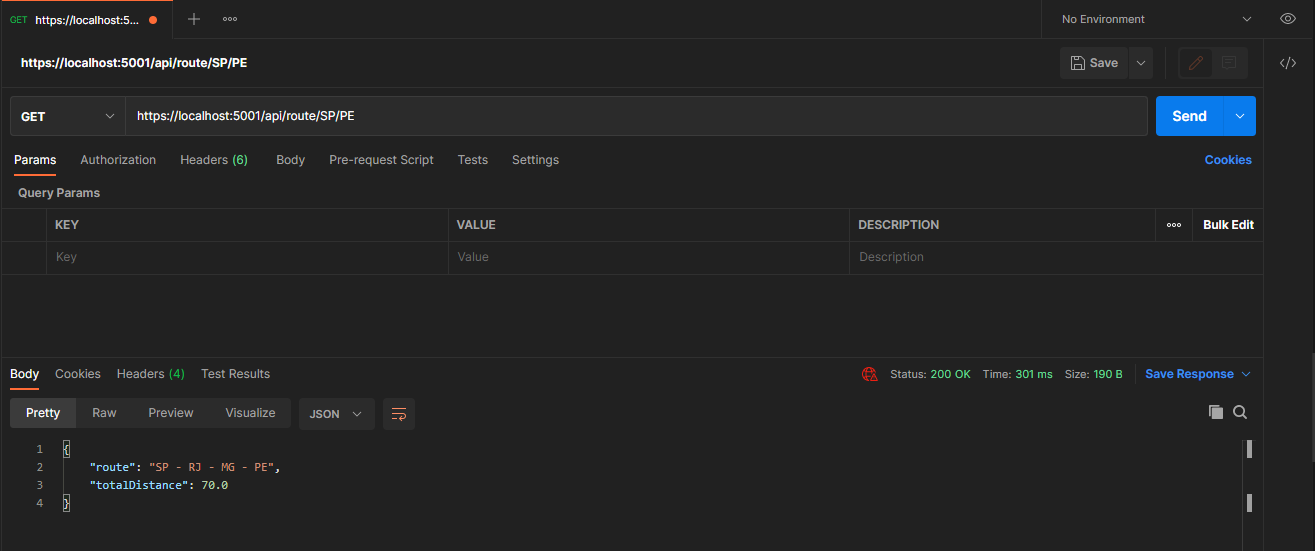 GET https://localhost:5... No Environment
https://localhost:5001/api/route/SP/PE Save
GET https://localhost:5001/api/route/SP/PE Send
Params Authorization Headers (6) Body Pre-request Script Tests Settings Cookies
Query Params
KEY VALUE DESCRIPTION Bulk Edit
Key Value Description
Body Cookies Headers (4) Test Results Status: 200 OK Time: 301 ms Size: 190 B Save Response
Pretty Raw Preview Visualize JSON
1 {
2 "route": "SP - RJ - MG - PE",
3 "totalDistance": 70.0
4 }